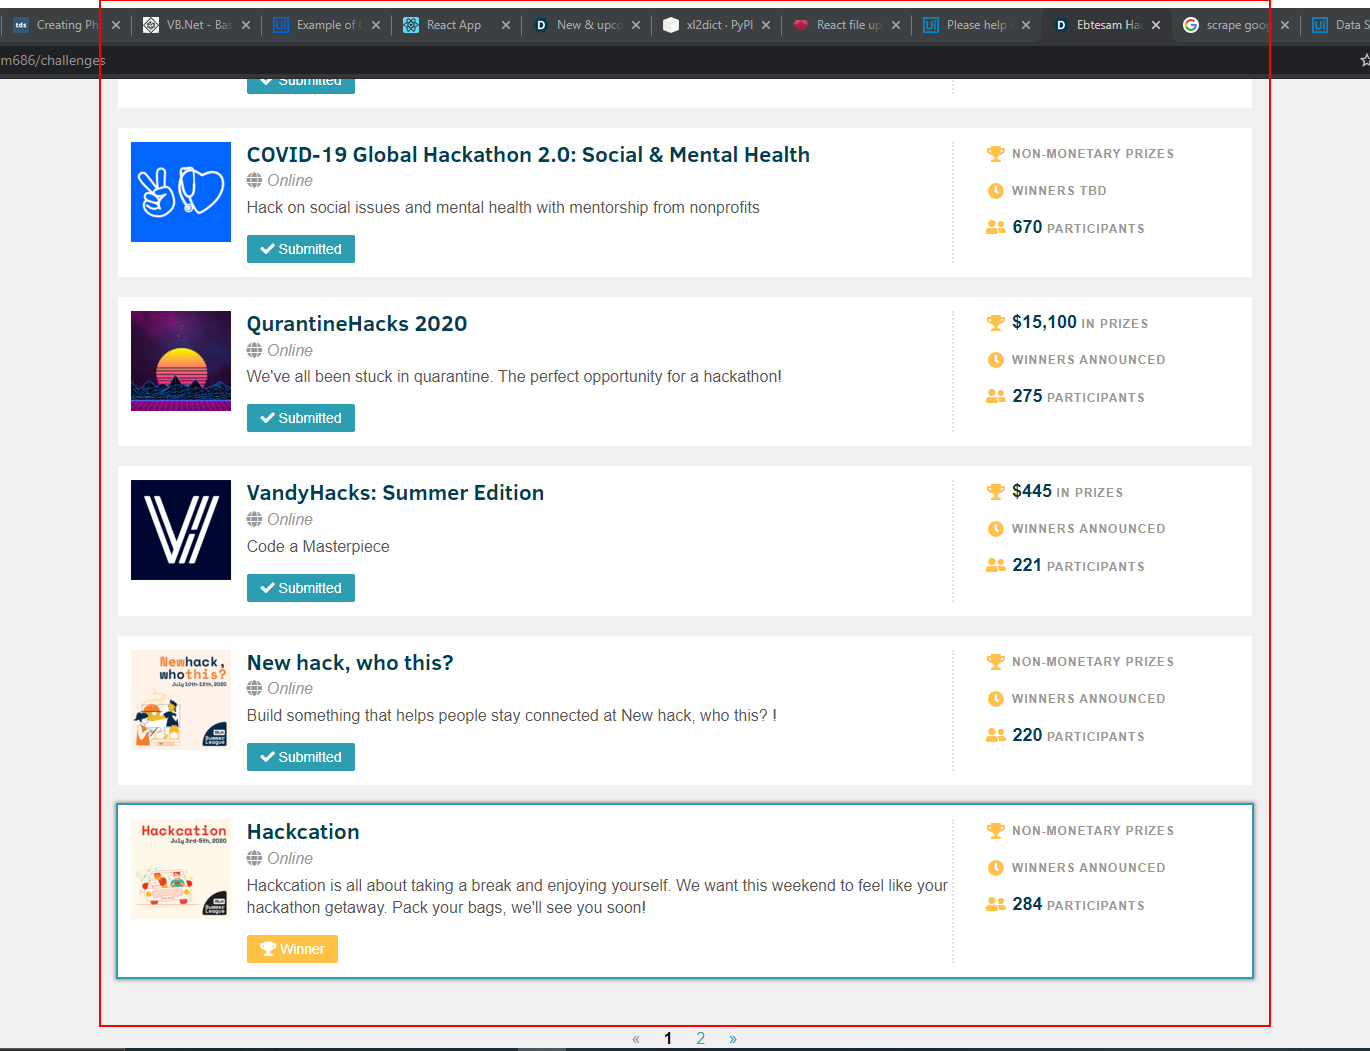 Creating Ph
VB.Net - Bas
Example of U
React App
New & upco
xl2dict · PyPI
React file up
Please help
Ebtesam Ha
scrape goog
Data S
m686/challenges
Submitted
COVID-19 Global Hackathon 2.0: Social & Mental Health
Online
Hack on social issues and mental health with mentorship from nonprofits
Submitted
NON-MONETARY PRIZES
WINNERS TBD
670 PARTICIPANTS
QurantineHacks 2020
Online
We've all been stuck in quarantine. The perfect opportunity for a hackathon!
Submitted
$15,100 IN PRIZES
WINNERS ANNOUNCED
275 PARTICIPANTS
VandyHacks: Summer Edition
Online
Code a Masterpiece
Submitted
$445 IN PRIZES
WINNERS ANNOUNCED
221 PARTICIPANTS
Newhack,
whothis?
July 10th-12th, 2020
Summer
League
New hack, who this?
Online
Build something that helps people stay connected at New hack, who this? !
Submitted
NON-MONETARY PRIZES
WINNERS ANNOUNCED
220 PARTICIPANTS
Hackcation
July 3rd-5th, 2020
Summer
League
Hackcation
Online
Hackcation is all about taking a break and enjoying yourself. We want this weekend to feel like your
hackathon getaway. Pack your bags, we'll see you soon!
Winner
NON-MONETARY PRIZES
WINNERS ANNOUNCED
284 PARTICIPANTS
« 1 2 »